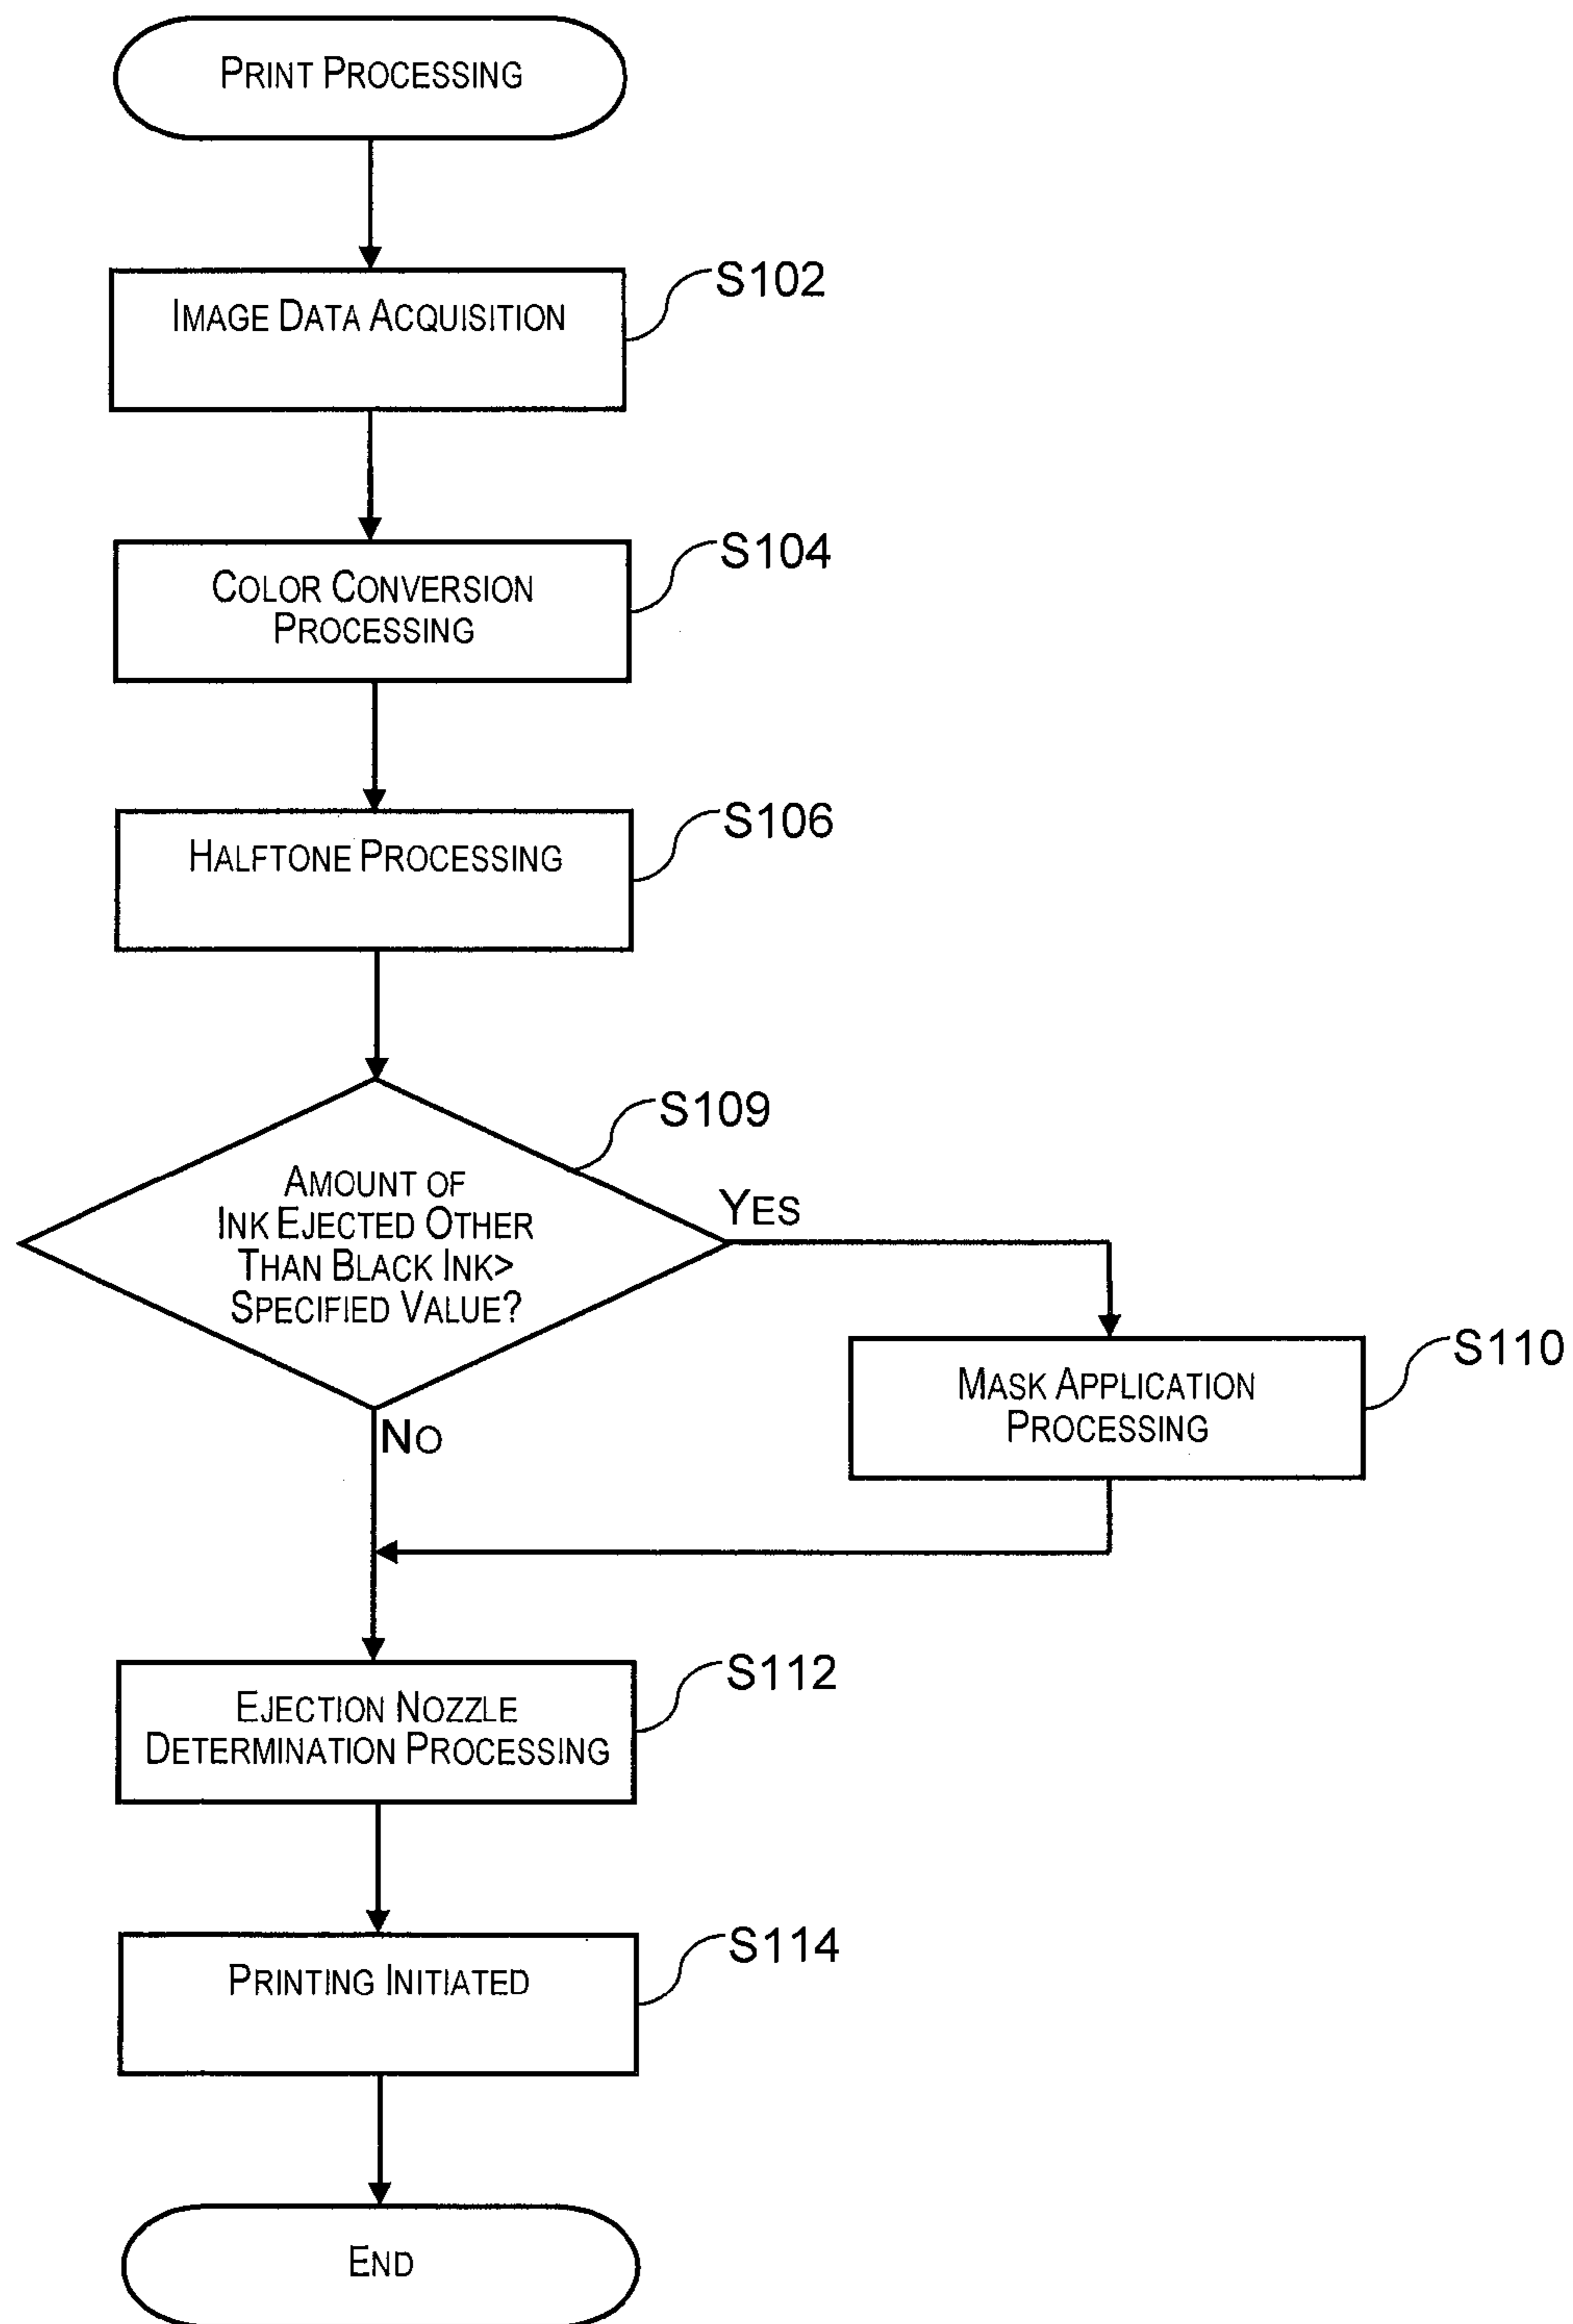 PRINT PROCESSING
IMAGE DATA ACQUISITION
S102
COLOR CONVERSION
PROCESSING
S104
HALFTONE PROCESSING
S106
AMOUNT OF
INK EJECTED OTHER
THAN BLACK INK>
SPECIFIED VALUE?
S109
YES
NO
MASK APPLICATION
PROCESSING
S110
EJECTION NOZZLE
DETERMINATION PROCESSING
S112
PRINTING INITIATED
S114
END